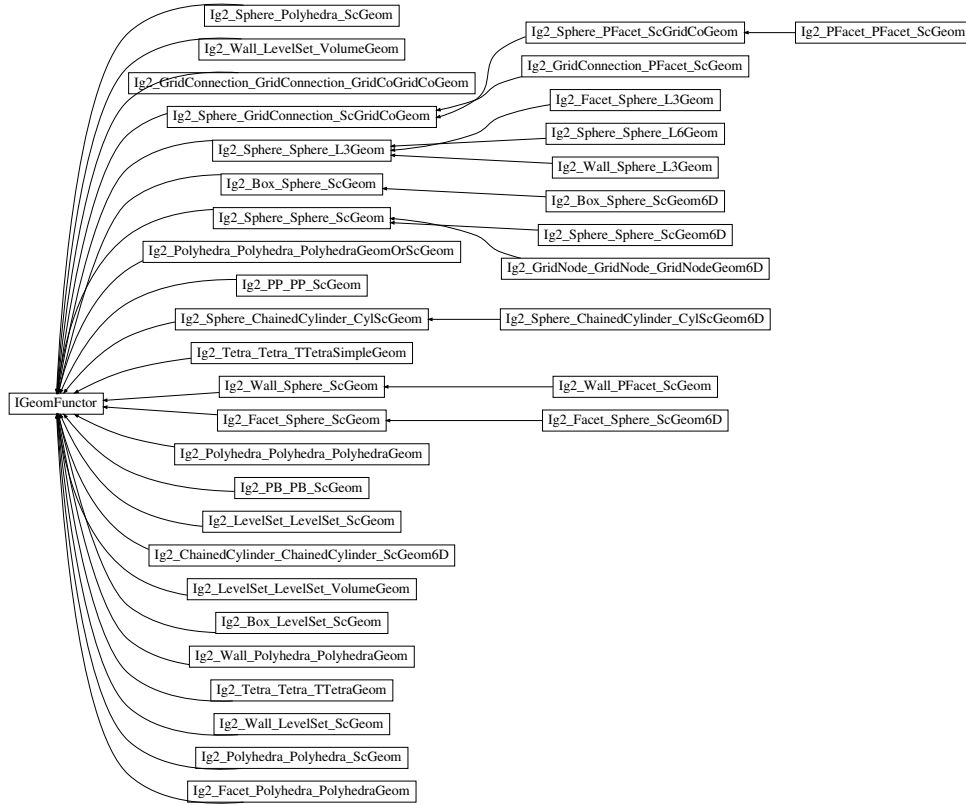 Ig2_Sphere_Polyhedra_ScGeom
Ig2_Sphere_PFacet_ScGridCoGeom
Ig2_PFacet_PFacet_ScGeom
Ig2_Wall_LevelSet_VolumeGeom
Ig2_GridConnection_PFacet_ScGeom
Ig2_GridConnection_GridConnection_GridCoGridCoGeom
Ig2_Facet_Sphere_L3Geom
Ig2_Sphere_GridConnection_ScGridCoGeom
Ig2_Sphere_Sphere_L6Geom
Ig2_Sphere_Sphere_L3Geom
Ig2_Wall_Sphere_L3Geom
Ig2_Box_Sphere_ScGeom
Ig2_Box_Sphere_ScGeom6D
Ig2_Sphere_Sphere_ScGeom
Ig2_Sphere_Sphere_ScGeom6D
Ig2_Polyhedra_Polyhedra_PolyhedraGeomOrScGeom
Ig2_GridNode_GridNode_GridNodeGeom6D
Ig2_PP_PP_ScGeom
Ig2_Sphere_ChainedCylinder_CylScGeom
Ig2_Sphere_ChainedCylinder_CylScGeom6D
Ig2_Tetra_Tetra_TTetraSimpleGeom
Ig2_Wall_Sphere_ScGeom
Ig2_Wall_PFacet_ScGeom
IGeomFunctor
Ig2_Facet_Sphere_ScGeom
Ig2_Facet_Sphere_ScGeom6D
Ig2_Polyhedra_Polyhedra_PolyhedraGeom
Ig2_PB_PB_ScGeom
Ig2_LevelSet_LevelSet_ScGeom
Ig2_ChainedCylinder_ChainedCylinder_ScGeom6D
Ig2_LevelSet_LevelSet_VolumeGeom
Ig2_Box_LevelSet_ScGeom
Ig2_Wall_Polyhedra_PolyhedraGeom
Ig2_Tetra_Tetra_TTetraGeom
Ig2_Wall_LevelSet_ScGeom
Ig2_Polyhedra_Polyhedra_ScGeom
Ig2_Facet_Polyhedra_PolyhedraGeom